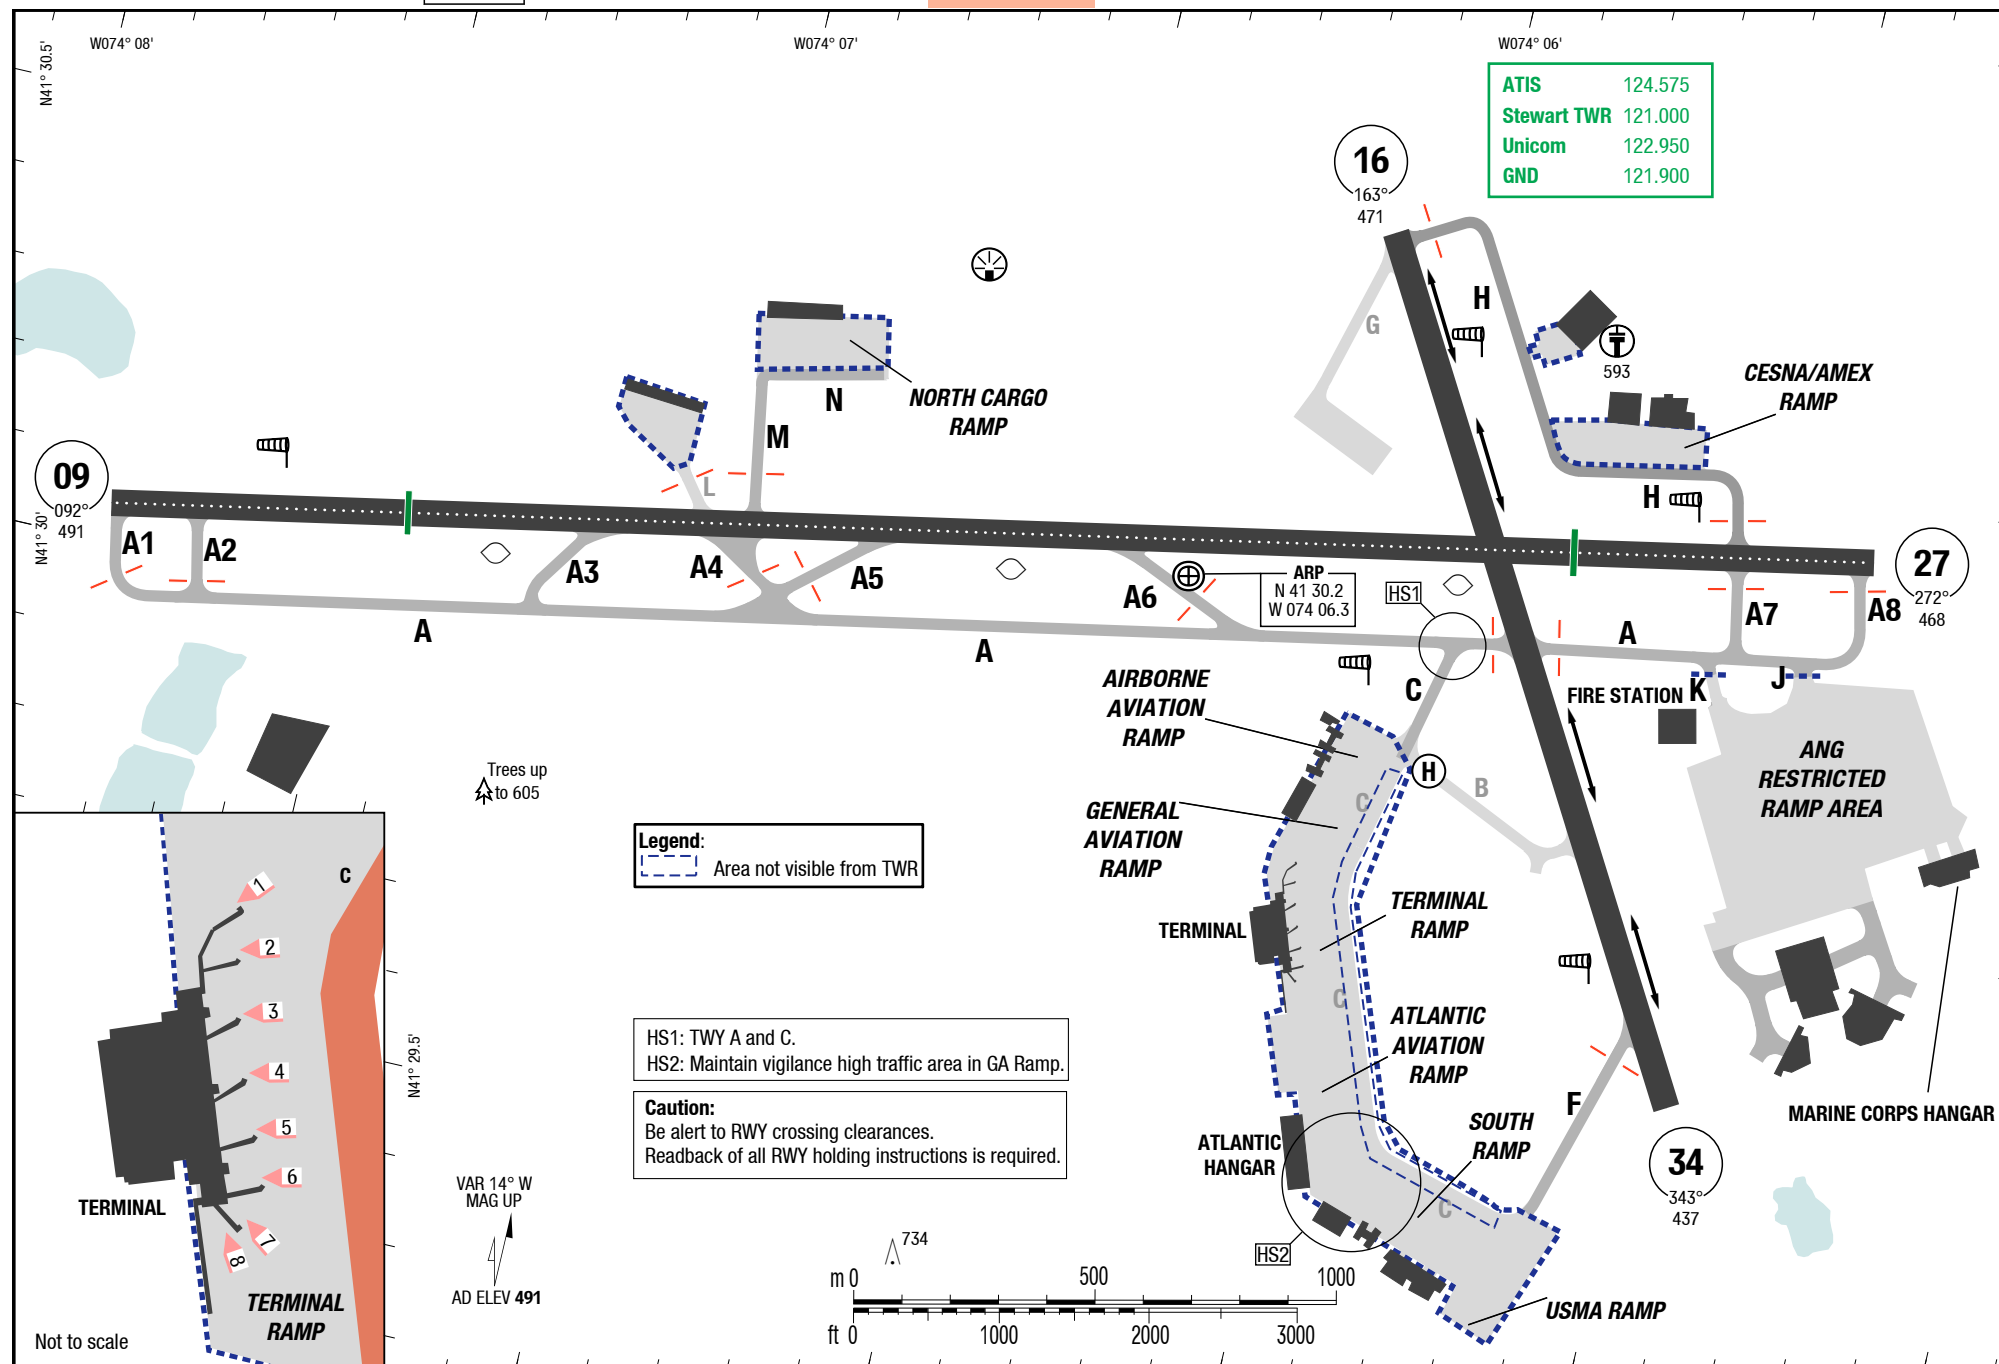 W074° 08'
W074° 07'
W074° 06'
N41° 30.5'
ATIS 124.575
Stewart TWR 121.000
Unicom 122.950
GND 121.900
16
163°
471
H
G
593
CESNA/AMEX
RAMP
NORTH CARGO
RAMP
N
M
L
H
09
092°
491
N41° 30'
A1
A2
A3
A4
A5
A6
ARP
N 41 30.2
W 074 06.3
HS1
27
272°
468
A7
A8
A
A
A
C
K
J
FIRE STATION
AIRBORNE
AVIATION
RAMP
ANG
RESTRICTED
RAMP AREA
H
B
C
GENERAL
AVIATION
RAMP
Trees up
to 605
Legend:
Area not visible from TWR
TERMINAL
TERMINAL
RAMP
C
ATLANTIC
AVIATION
RAMP
HS1: TWY A and C.
HS2: Maintain vigilance high traffic area in GA Ramp.
Caution:
Be alert to RWY crossing clearances.
Readback of all RWY holding instructions is required.
ATLANTIC
HANGAR
SOUTH
RAMP
C
F
MARINE CORPS HANGAR
34
343°
437
HS2
USMA RAMP
VAR 14° W
MAG UP
AD ELEV 491
734
m 0 500 1000
ft 0 1000 2000 3000
N41° 29.5'
C
1
2
3
4
5
6
7
8
TERMINAL
TERMINAL
RAMP
Not to scale